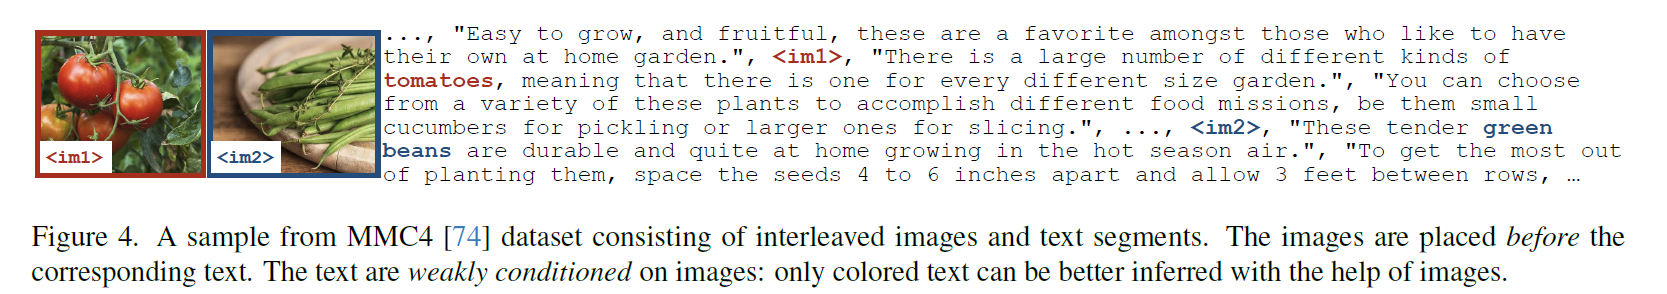 <im1>
<im2>
..., "Easy to grow, and fruitful, these are a favorite amongst those who like to have
their own at home garden.", <im1>, "There is a large number of different kinds of
tomatoes, meaning that there is one for every different size garden.", "You can choose
from a variety of these plants to accomplish different food missions, be them small
cucumbers for pickling or larger ones for slicing.", ..., <im2>, "These tender green
beans are durable and quite at home growing in the hot season air.", "To get the most out
of planting them, space the seeds 4 to 6 inches apart and allow 3 feet between rows, …
Figure 4. A sample from MMC4 [74] dataset consisting of interleaved images and text segments. The images are placed before the
corresponding text. The text are weakly conditioned on images: only colored text can be better inferred with the help of images.